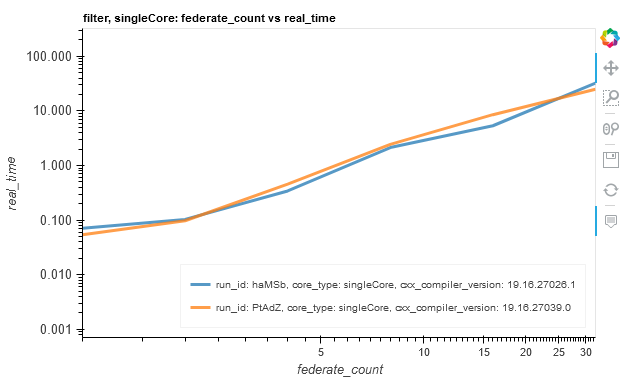 filter, singleCore: federate_count vs real_time
100.000
10.000
1.000
0.100
0.010
0.001
real_time
run_id: haMSb, core_type: singleCore, cxx_compiler_version: 19.16.27026.1
run_id: PtAdZ, core_type: singleCore, cxx_compiler_version: 19.16.27039.0
5 10 15 20 25 30
federate_count